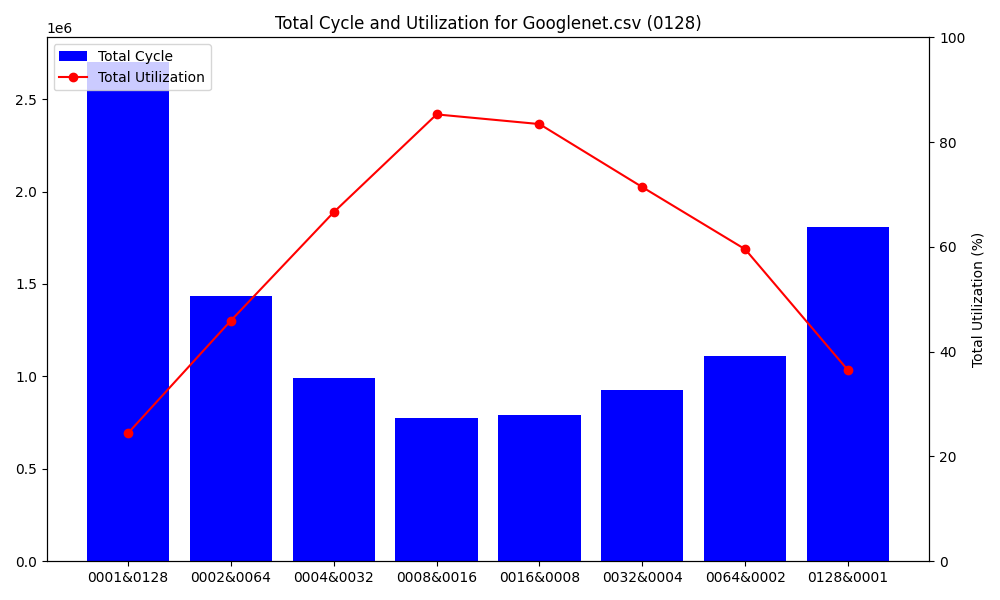 Total Cycle and Utilization for Googlenet.csv (0128)
1e6
Total Cycle
Total Utilization
2.5
2.0
1.5
1.0
0.5
0.0
100
80
60
40
20
0
Total Utilization (%)
0001&0128 0002&0064 0004&0032 0008&0016 0016&0008 0032&0004 0064&0002 0128&0001